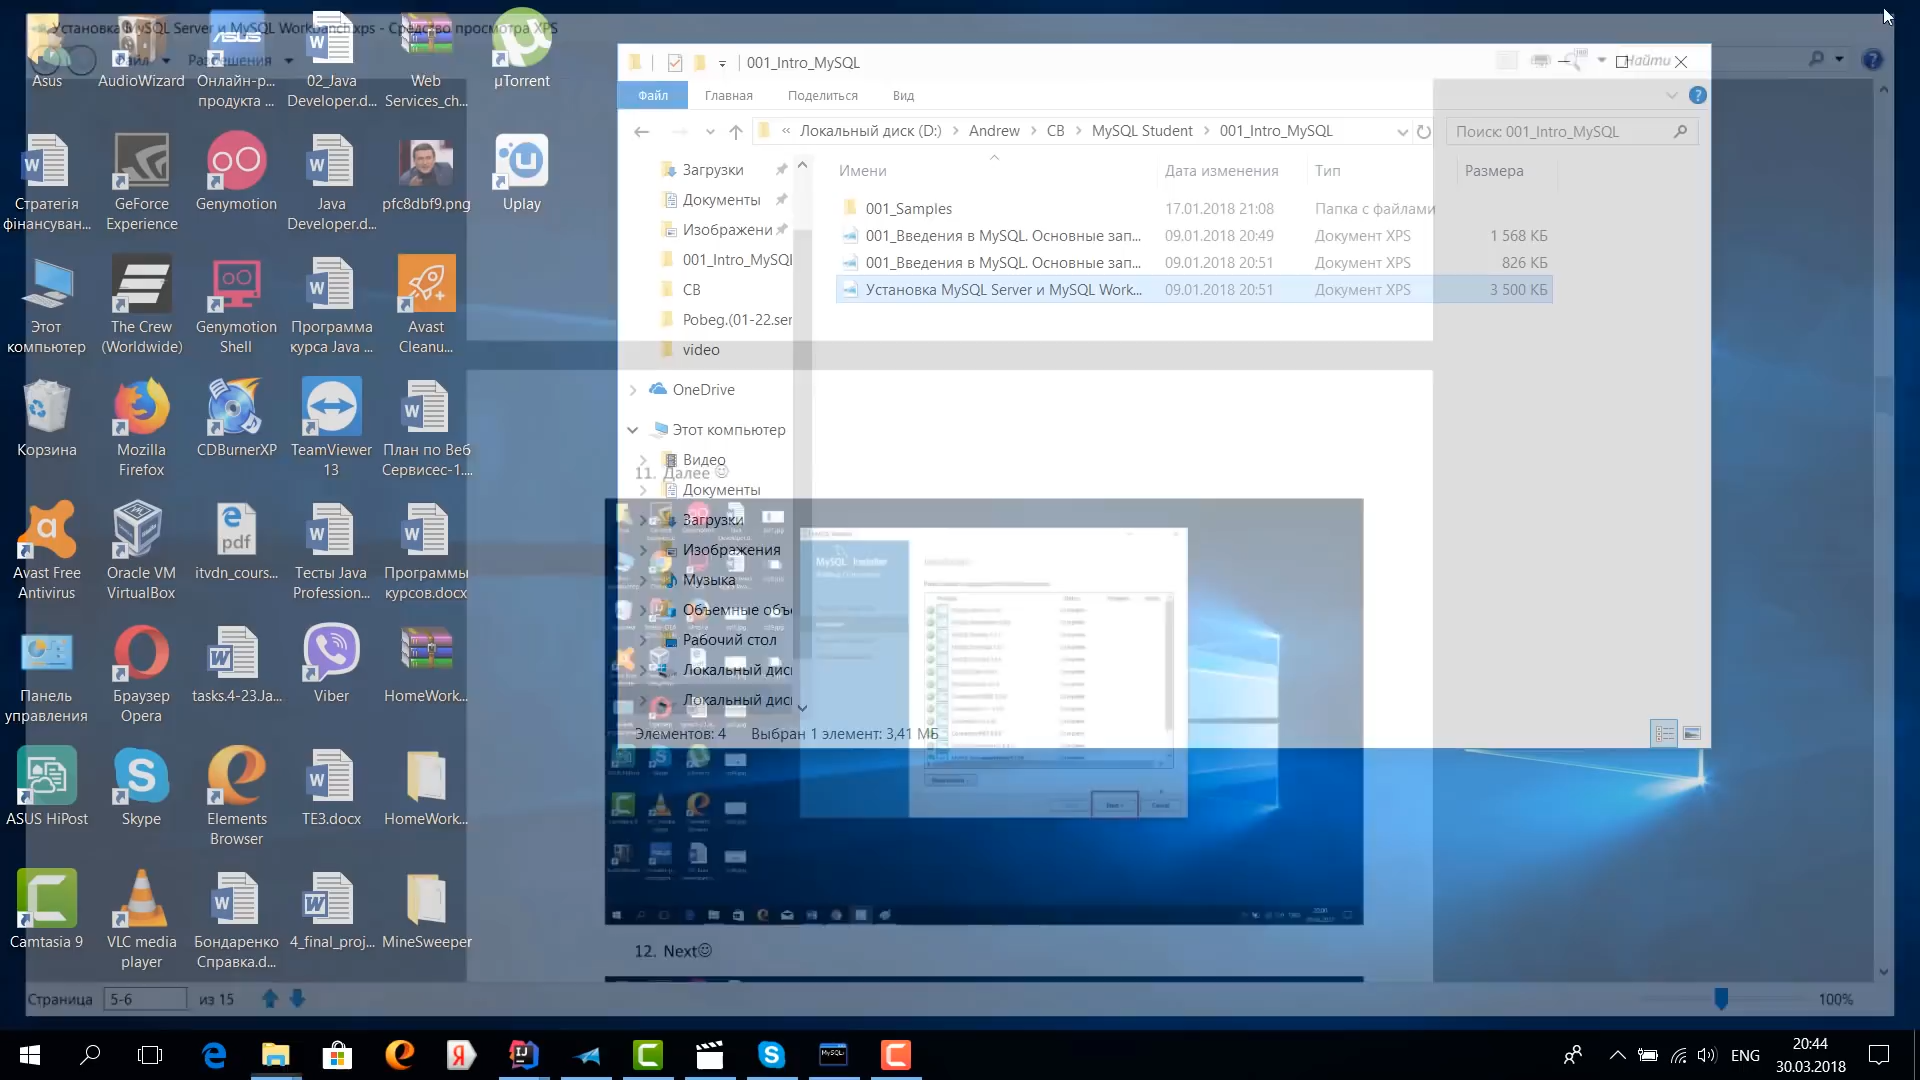 Установка MySQL Server и MySQL Workbanch.xps - Средство просмотра XPS
Файл
Разрешения
Найти
Asus
AudioWizard
Онлайн-р...
продукта ...
02_Java
Developer.d...
Web
Services_ch...
µTorrent
Стратегія
фінансуван...
GeForce
Experience
Genymotion
Java
Developer.d...
pfc8dbf9.png
Uplay
Этот
компьютер
The Crew
(Worldwide)
Genymotion
Shell
Программа
курса Java ...
Avast
Cleanu...
Корзина
Mozilla
Firefox
CDBurnerXP
TeamViewer
13
План по Веб
Сервисес-1....
Avast Free
Antivirus
Oracle VM
VirtualBox
itvdn_cours...
Тесты Java
Profession...
Программы
курсов.docx
Панель
управления
Браузер
Opera
tasks.4-23.Ja...
Viber
HomeWork...
ASUS HiPost
Skype
Elements
Browser
ТЕЗ.docx
HomeWork...
Camtasia 9
VLC media
player
Бондаренко
Справка.d...
4_final_proj...
MineSweeper
001_Intro_MySQL
Файл
Главная
Поделиться
Вид
« Локальный диск (D:) > Andrew > CB > MySQL Student > 001_Intro_MySQL
Поиск: 001_Intro_MySQL
Загрузки
Документы
Изображени
001_Intro_MySQL
CB
Pobeg.(01-22.ser
video
OneDrive
Этот компьютер
Видео
Документы
Загрузки
Изображения
Музыка
Объемные объ
Рабочий стол
Локальный дис
Локальный дис
Имени
Дата изменения
Тип
Размера
001_Samples
17.01.2018 21:08
Папка с файлами
001_Введения в MySQL. Основные зап...
09.01.2018 20:49
Документ XPS
1 568 КБ
001_Введения в MySQL. Основные зап...
09.01.2018 20:51
Документ XPS
826 КБ
Установка MySQL Server и MySQL Work...
09.01.2018 20:51
Документ XPS
3 500 КБ
Элементов: 4
Выбран 1 элемент: 3,41 МБ
11. Далее ☺
MySQL Installer
Cancel
12. Next☺
Страница
5-6
из 15
100%
ENG
20:44
30.03.2018